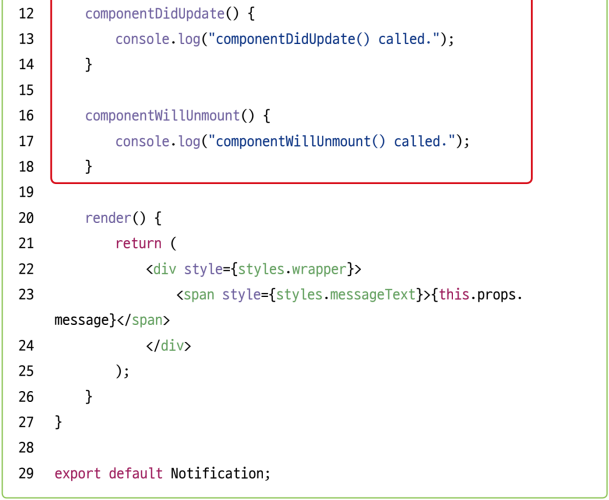 12    componentDidUpdate() {
13        console.log("componentDidUpdate() called.");
14    }
15
16    componentWillUnmount() {
17        console.log("componentWillUnmount() called.");
18    }
19
20    render() {
21        return (
22            <div style={styles.wrapper}>
23                <span style={styles.messageText}>{this.props.
message}</span>
24            </div>
25        );
26    }
27 }
28
29 export default Notification;